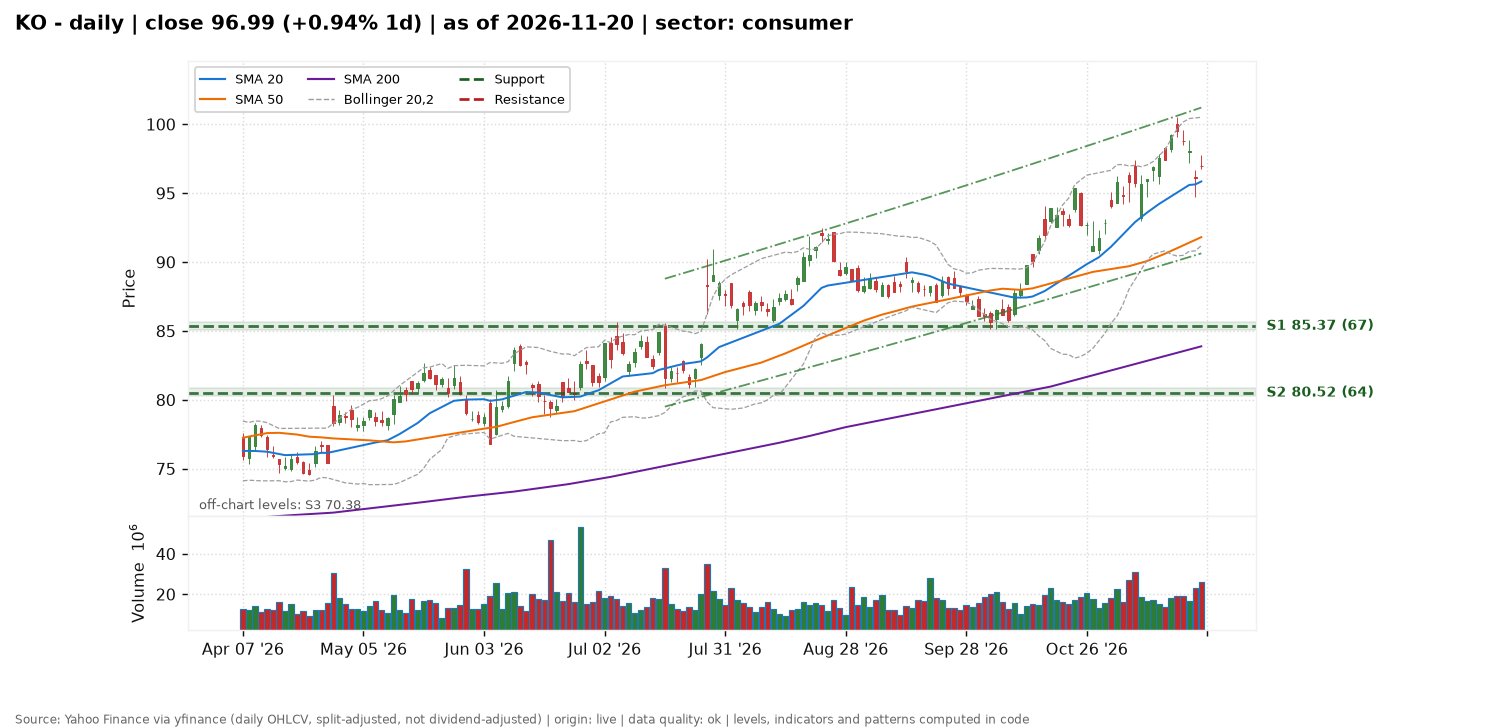 KO - daily | close 96.99 (+0.94% 1d) | as of 2026-11-20 | sector: consumer
SMA 20
SMA 50
SMA 200
Bollinger 20,2
Support
Resistance
Price
100
95
90
85
80
75
S1 85.37 (67)
S2 80.52 (64)
off-chart levels: S3 70.38
Volume 10⁶
40
20
Apr 07 '26
May 05 '26
Jun 03 '26
Jul 02 '26
Jul 31 '26
Aug 28 '26
Sep 28 '26
Oct 26 '26
Source: Yahoo Finance via yfinance (daily OHLCV, split-adjusted, not dividend-adjusted) | origin: live | data quality: ok | levels, indicators and patterns computed in code